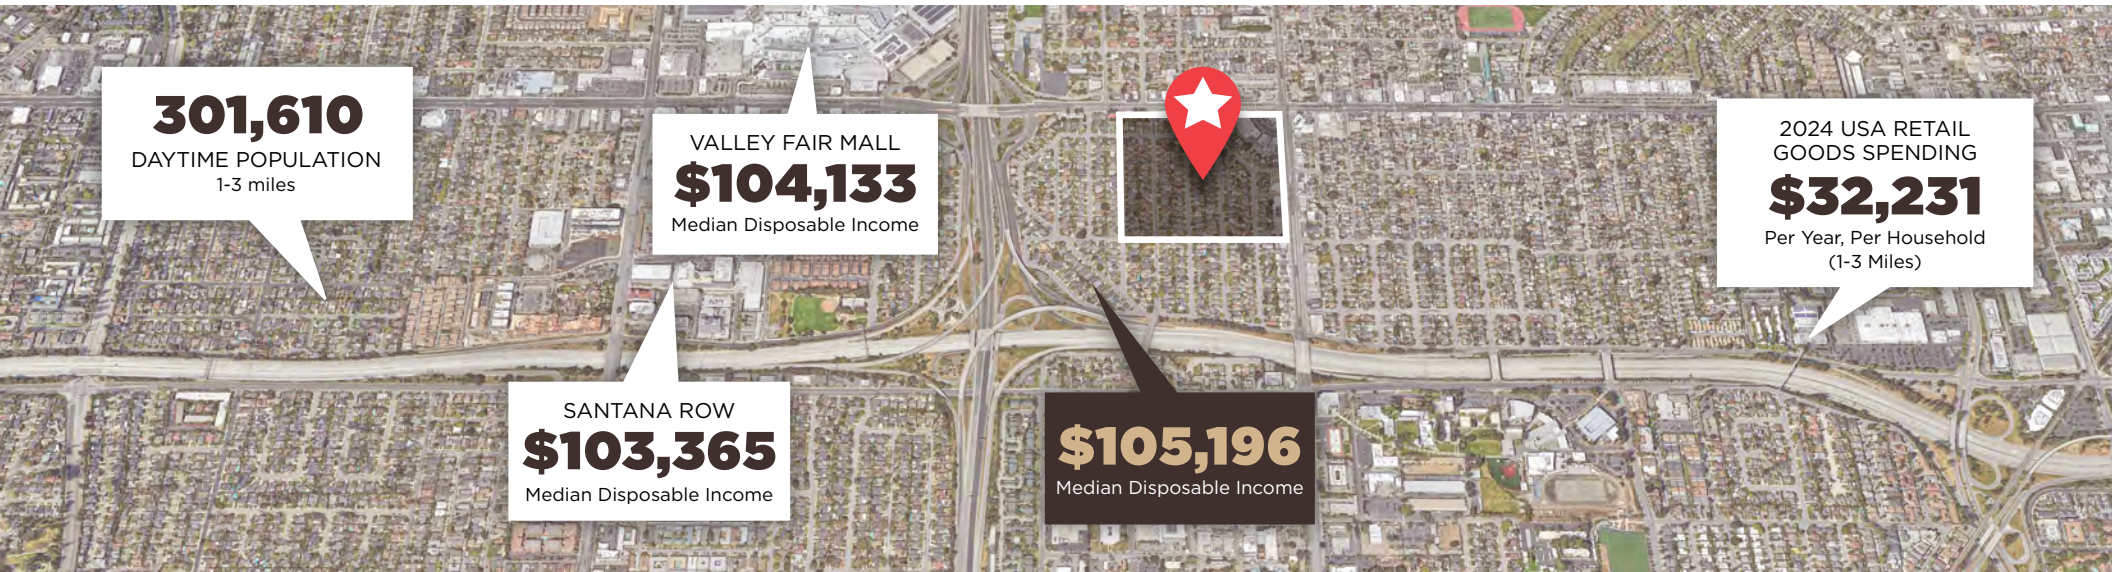 301,610
DAYTIME POPULATION
1-3 miles
VALLEY FAIR MALL
$104,133
Median Disposable Income
2024 USA RETAIL
GOODS SPENDING
$32,231
Per Year, Per Household
(1-3 Miles)
SANTANA ROW
$103,365
Median Disposable Income
$105,196
Median Disposable Income